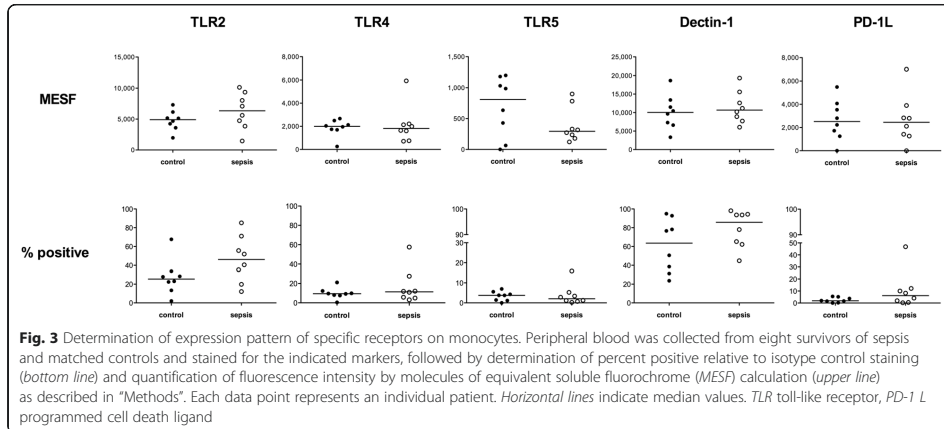 TLR2 TLR4 TLR5 Dectin-1 PD-1L
MESF
15,000 10,000 5,000 0 control sepsis
8,000 6,000 4,000 2,000 0 control sepsis
1,500 1,000 500 0 control sepsis
25,000 20,000 15,000 10,000 5,000 0 control sepsis
8,000 6,000 4,000 2,000 0 control sepsis
% positive
100 80 60 40 20 0 control sepsis
100 80 60 40 20 0 control sepsis
100 90 30 20 10 0 control sepsis
100 80 60 40 20 0 control sepsis
100 90 50 40 30 20 10 0 control sepsis
Fig. 3 Determination of expression pattern of specific receptors on monocytes. Peripheral blood was collected from eight survivors of sepsis
and matched controls and stained for the indicated markers, followed by determination of percent positive relative to isotype control staining
(bottom line) and quantification of fluorescence intensity by molecules of equivalent soluble fluorochrome (MESF) calculation (upper line)
as described in “Methods”. Each data point represents an individual patient. Horizontal lines indicate median values. TLR toll-like receptor, PD-1 L
programmed cell death ligand